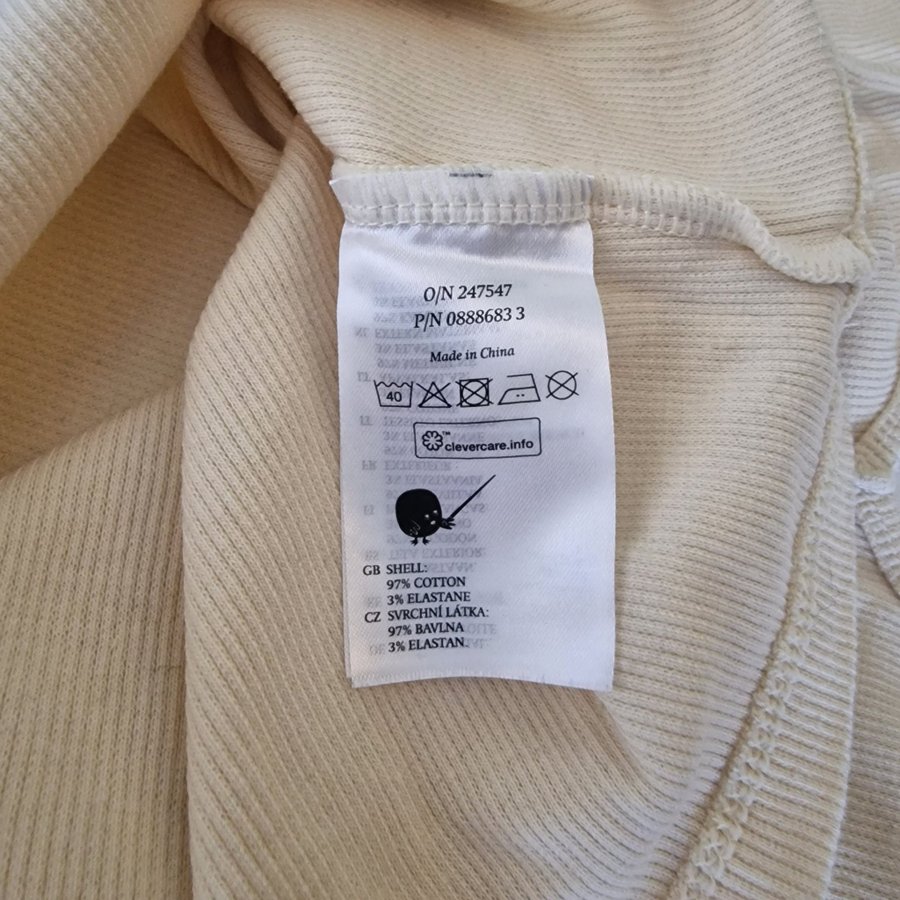 O/N 247547
P/N 0888683 3
Made in China
40
™
clevercare.info
GB SHELL:
97% COTTON
3% ELASTANE
CZ SVRCHNÍ LÁTKA:
97% BAVLNA
3% ELASTAN.